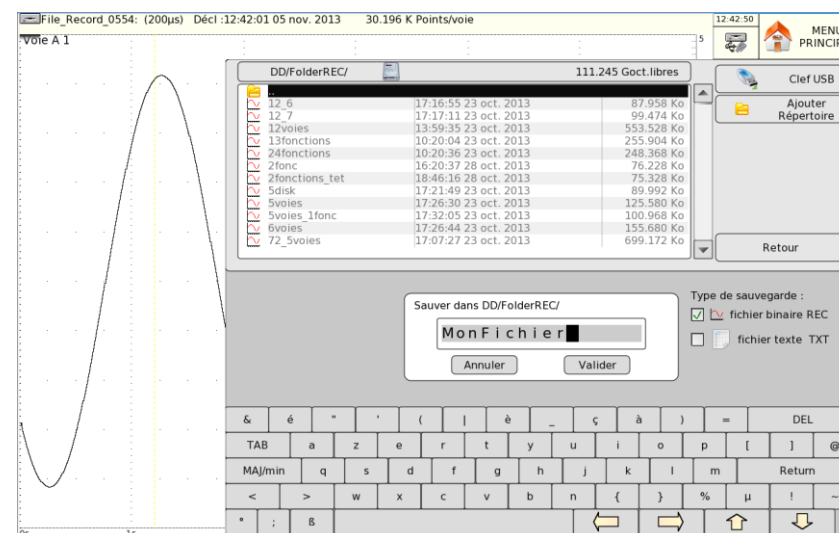 File_Record_0554: (200µs) Décl :12:42:01 05 nov. 2013 30.196 K Points/voie
12:42:50
Voie A 1
5
MENU
DD/FolderREC/ 111.245 Goct.libres
Clef USB
..
12_6 17:16:55 23 oct. 2013 87.958 Ko
12_7 17:17:11 23 oct. 2013 99.474 Ko
12voies 13:59:35 23 oct. 2013 553.528 Ko
13fonctions 10:20:04 23 oct. 2013 255.904 Ko
24fonctions 10:20:36 23 oct. 2013 248.368 Ko
2fonc 16:20:37 28 oct. 2013 76.228 Ko
2fonctions_tet 18:46:16 28 oct. 2013 75.328 Ko
5disk 17:21:49 23 oct. 2013 89.992 Ko
5voies 17:26:30 23 oct. 2013 125.580 Ko
5voies_1fonc 17:32:05 23 oct. 2013 100.968 Ko
6voies 17:26:44 23 oct. 2013 155.680 Ko
72_5voies 17:07:27 23 oct. 2013 699.172 Ko
Ajouter
Répertoire
Retour
Sauver dans DD/FolderREC/
MonFichier
Annuler Valider
Type de sauvegarde :
fichier binaire REC
fichier texte TXT
& é " ' ( | è _ ç à ) = DEL
TAB a z e r t y u i o p [ ] @
MAJ/min q s d f g h j k l m Return
< > w x c v b n { } % µ ! ~
° ; ß